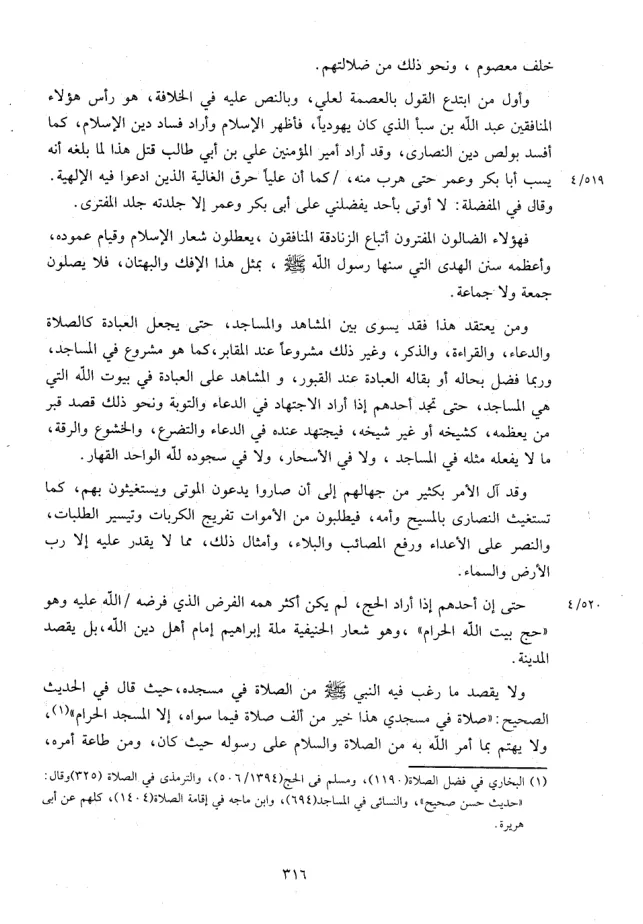 خلف معصوم ، ونحو ذلك من ضلالتهم.
وأول من ابتدع القول بالعصمة لعلي، وبالنص عليه في الخلافة، هو رأس هؤلاء
المنافقين عبد الله بن سبأ الذي كان يهودياً، فأظهر الإسلام وأراد فساد دين الإسلام، كما
أفسد بولص دين النصارى، وقد أراد أمير المؤمنين علي بن أبي طالب قتل هذا لما بلغه أنه
٤/٥١٩ يسب أبا بكر وعمر حتى هرب منه، /كما أن علياً حرق الغالية الذين ادعوا فيه الإلهية.
وقال في المفضلة: لا أوتى بأحد يفضلني على أبى بكر وعمر إلا جلدته جلد المفترى.
فهؤلاء الضالون المفترون أتباع الزنادقة المنافقون ،يعطلون شعار الإسلام وقيام عموده،
وأعظمه سنن الهدى التي سنها رسول الله ﷺ ، بمثل هذا الإفك والبهتان، فلا يصلون
جمعة ولا جماعة.
ومن يعتقد هذا فقد يسوى بين المشاهد والمساجد، حتى يجعل العبادة كالصلاة
والدعاء، والقراءة، والذكر، وغير ذلك مشروعاً عند المقابر،كما هو مشروع في المساجد،
وربما فضل بحاله أو بقاله العبادة عند القبور، و المشاهد على العبادة في بيوت الله التي
هي المساجد، حتى تجد أحدهم إذا أراد الاجتهاد في الدعاء والتوبة ونحو ذلك قصد قبر
من يعظمه، كشيخه أو غير شيخه، فيجتهد عنده في الدعاء والتضرع، والخشوع والرقة،
ما لا يفعله مثله في المساجد ، ولا في الأسحار، ولا في سجوده لله الواحد القهار.
وقد آل الأمر بكثير من جهالهم إلى أن صاروا يدعون الموتى ويستغيثون بهم، كما
تستغيث النصارى بالمسيح وأمه، فيطلبون من الأموات تفريج الكربات وتيسير الطلبات،
والنصر على الأعداء ورفع المصائب والبلاء، وأمثال ذلك، مما لا يقدر عليه إلا رب
الأرض والسماء.
٤/٥٢٠ حتى إن أحدهم إذا أراد الحج، لم يكن أكثر همه الفرض الذي فرضه /الله عليه وهو
«حج بيت الله الحرام» ،وهو شعار الحنيفية ملة إبراهيم إمام أهل دين الله،بل يقصد
المدينة.
ولا يقصد ما رغب فيه النبي ﷺ من الصلاة في مسجده،حيث قال في الحديث
الصحيح: «صلاة في مسجدي هذا خير من ألف صلاة فيما سواه، إلا المسجد الحرام»(١)،
ولا يهتم بما أمر الله به من الصلاة والسلام على رسوله حيث كان، ومن طاعة أمره،
(١) البخاري في فضل الصلاة(١١٩٠)، ومسلم فى الحج(٥٠٦/١٣٩٤)، والترمذى في الصلاة (٣٢٥)وقال:
«حديث حسن صحيح»، والنسائى في المساجد(٦٩٤)، وابن ماجه في إقامة الصلاة(١٤٠٤)، كلهم عن أبى
هريرة.
٣١٦